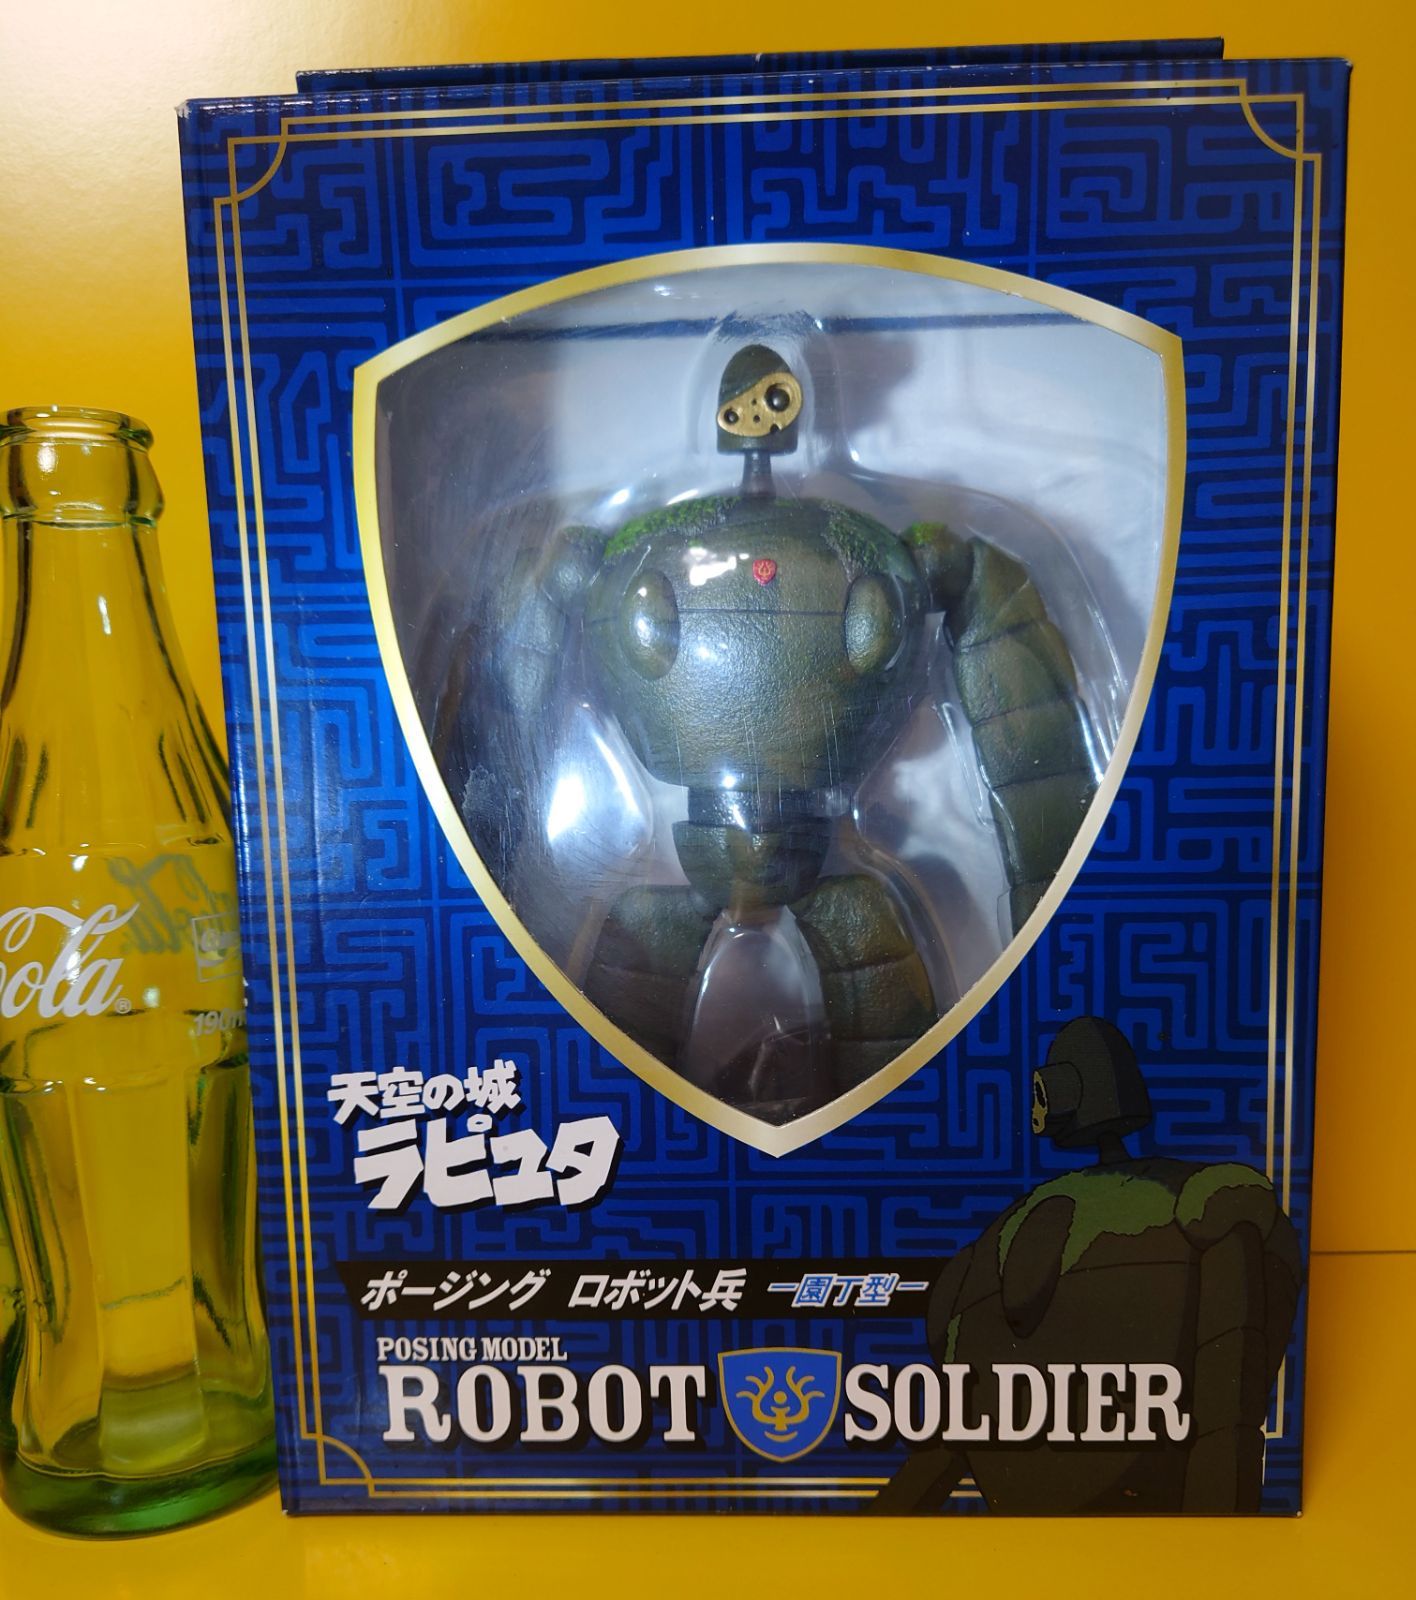 天空の城
ラピュタ
ポージング ロボット兵 ー園丁型ー
POSING MODEL
ROBOT SOLDIER
Cola®
190m